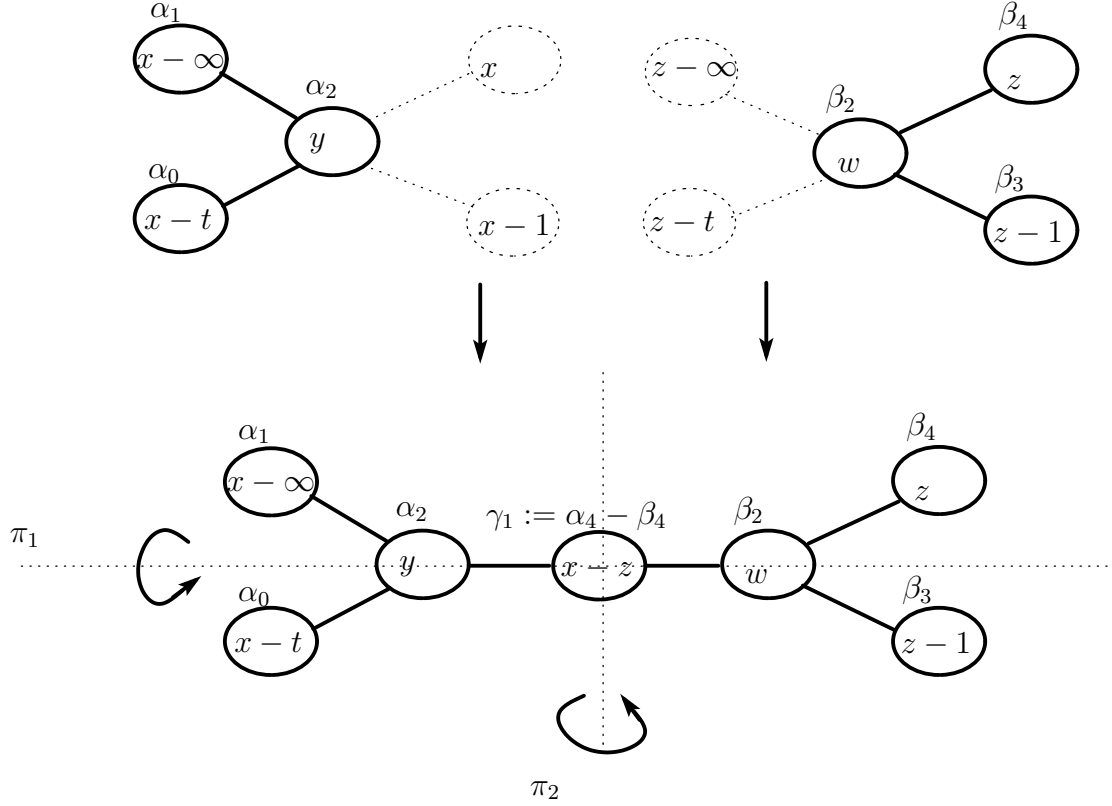 α₁ β₄
x − ∞ x z − ∞ z
α₂ β₂
y w
α₀ β₃
x − t x − 1 z − t z − 1
α₁ β₄
x − ∞ z
α₂ γ₁ := α₄ − β₄ β₂
π₁
y x − z w
α₀ β₃
x − t z − 1
π₂